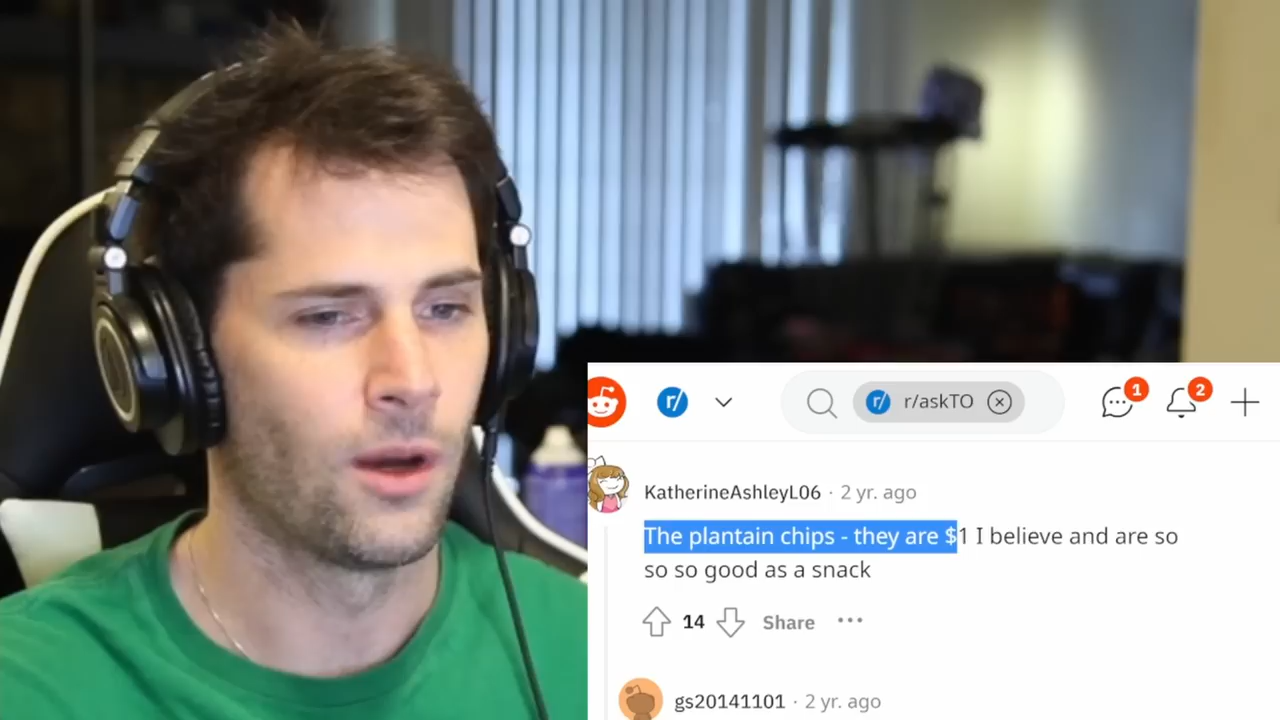 r/ r/ r/askTO 1 2
KatherineAshleyL06 · 2 yr. ago
The plantain chips - they are $1 I believe and are so
so so good as a snack
14 Share
gs20141101 · 2 yr. ago